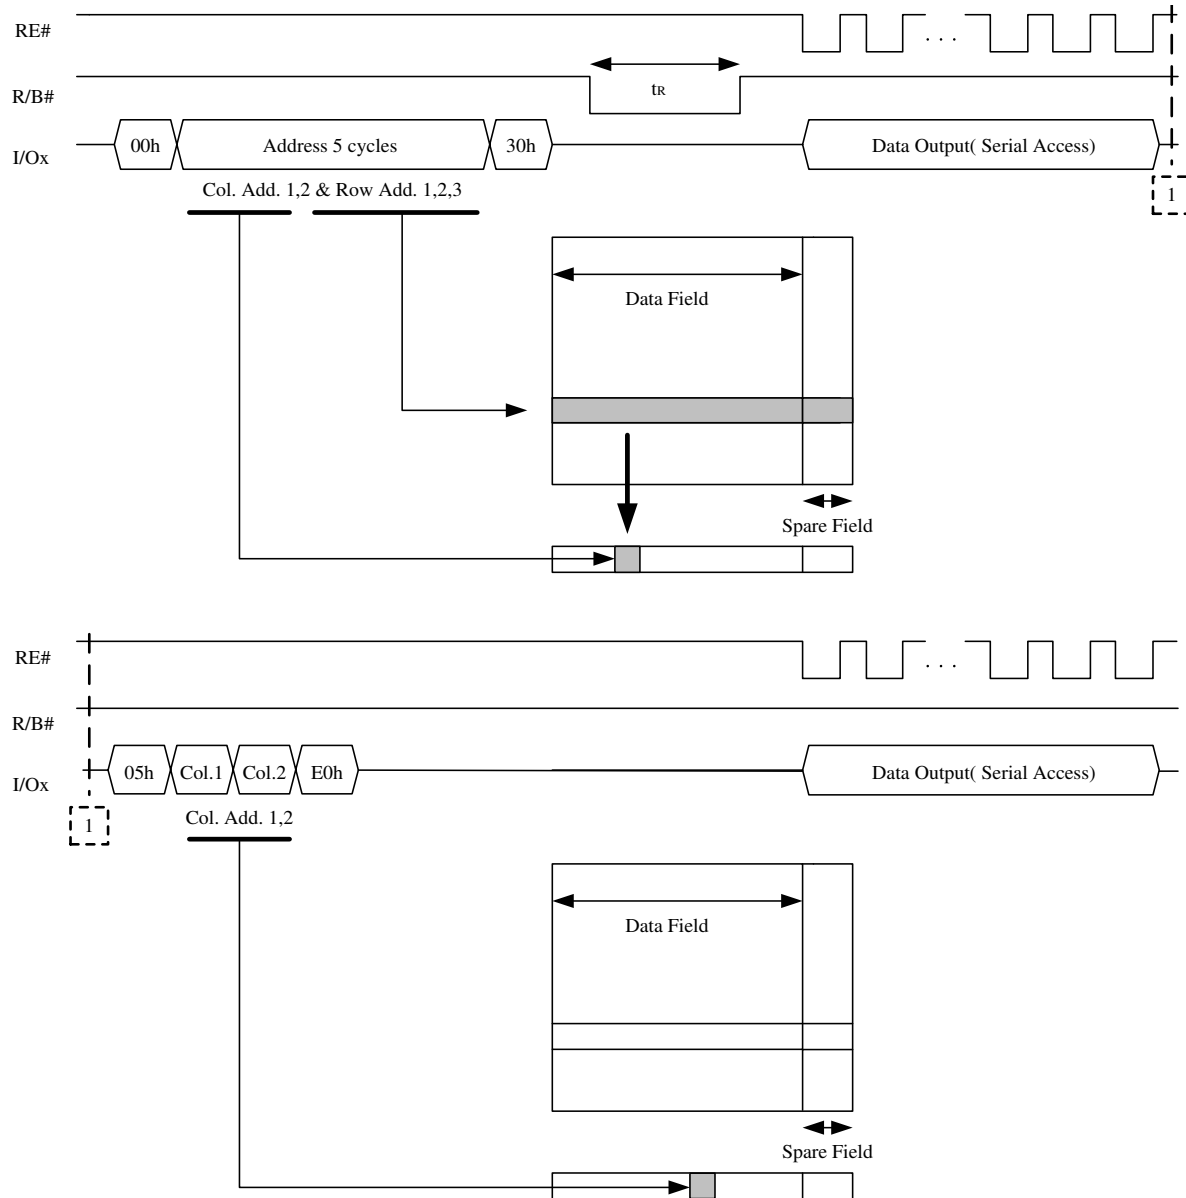 RE#
. . .
R/B#
tR
I/Ox
00h Address 5 cycles 30h Data Output( Serial Access)
Col. Add. 1,2 & Row Add. 1,2,3
1
Data Field
Spare Field
RE#
. . .
R/B#
I/Ox
05h Col.1 Col.2 E0h Data Output( Serial Access)
Col. Add. 1,2
1
Data Field
Spare Field